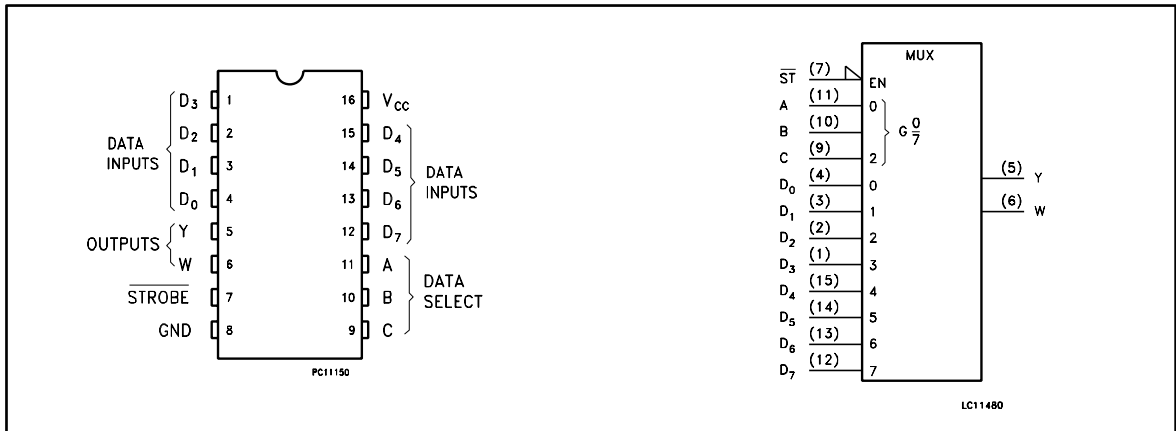 D3 1 16 VCC
D2 2 15 D4
D1 3 14 D5
D0 4 13 D6
Y 5 12 D7
W 6 11 A
STROBE 7 10 B
GND 8 9 C
DATA
INPUTS
OUTPUTS
DATA
INPUTS
DATA
SELECT
PC11150
MUX
ST (7) EN
A (11) 0
B (10)
G 0/7
C (9) 2
D0 (4) 0
D1 (3) 1
D2 (2) 2
D3 (1) 3
D4 (15) 4
D5 (14) 5
D6 (13) 6
D7 (12) 7
(5) Y
(6) W
LC11480